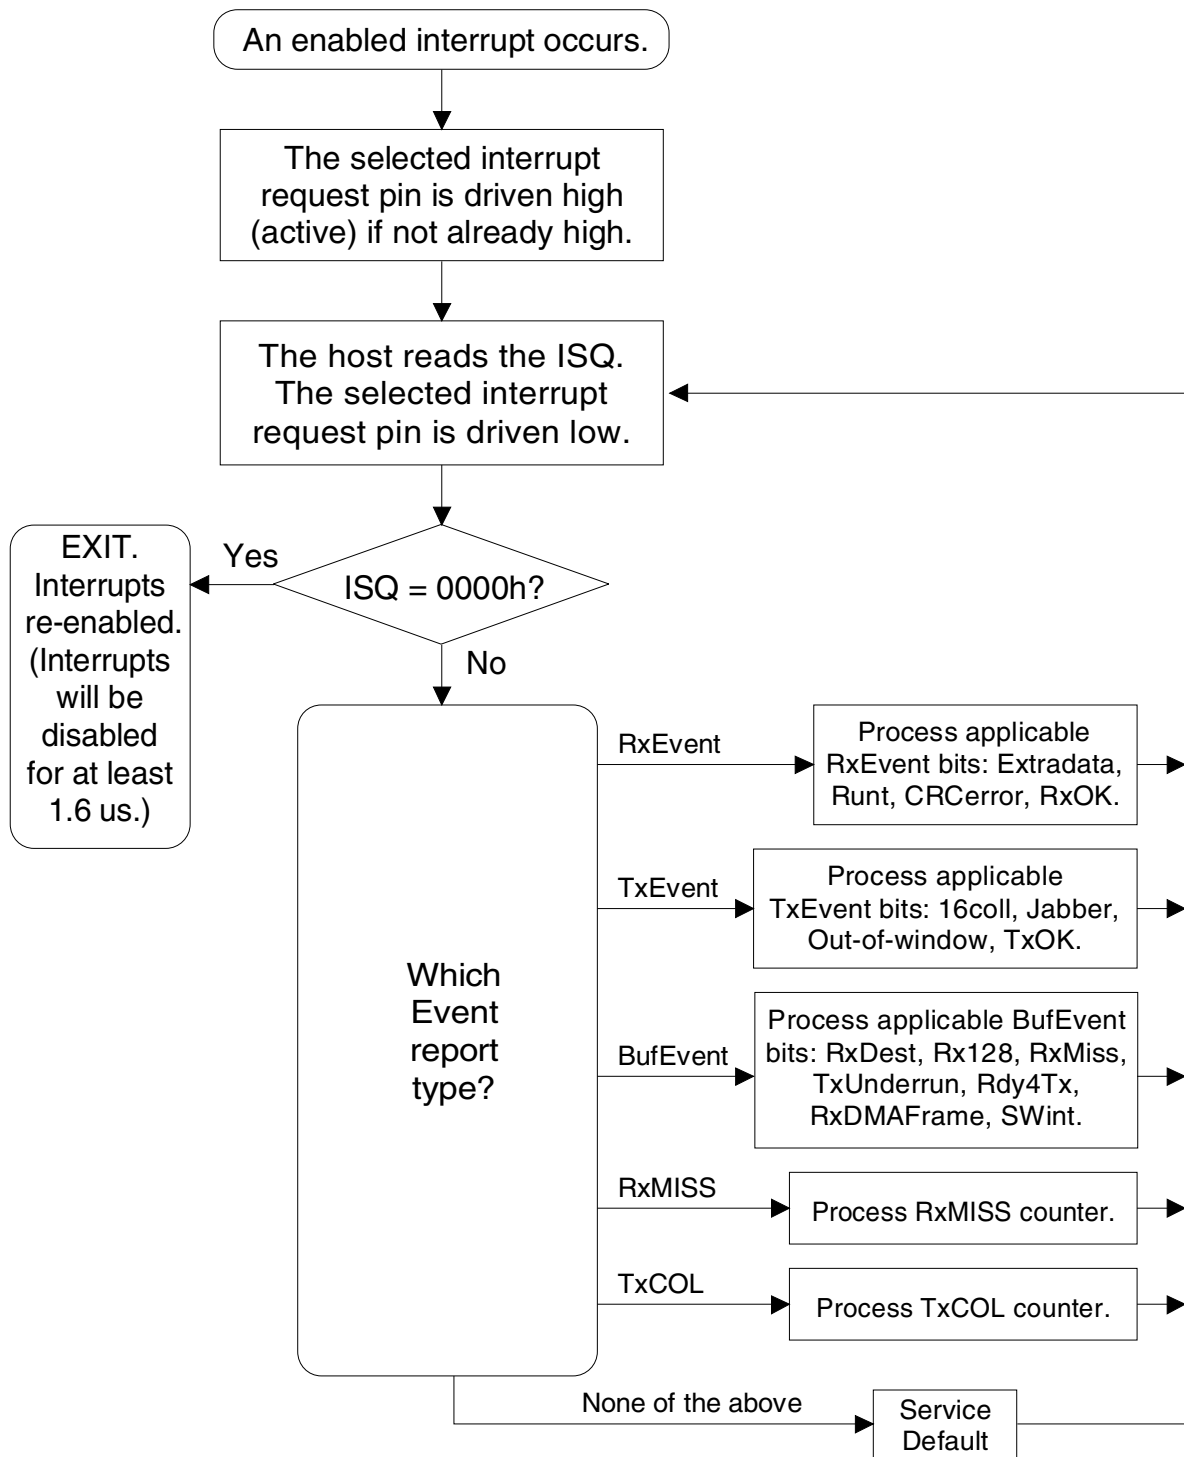 An enabled interrupt occurs.
The selected interrupt
request pin is driven high
(active) if not already high.
The host reads the ISQ.
The selected interrupt
request pin is driven low.
ISQ = 0000h?
Yes
EXIT.
Interrupts
re-enabled.
(Interrupts
will be
disabled
for at least
1.6 us.)
No
Which
Event
report
type?
RxEvent
Process applicable
RxEvent bits: Extradata,
Runt, CRCerror, RxOK.
TxEvent
Process applicable
TxEvent bits: 16coll, Jabber,
Out-of-window, TxOK.
BufEvent
Process applicable BufEvent
bits: RxDest, Rx128, RxMiss,
TxUnderrun, Rdy4Tx,
RxDMAFrame, SWint.
RxMISS
Process RxMISS counter.
TxCOL
Process TxCOL counter.
None of the above
Service
Default